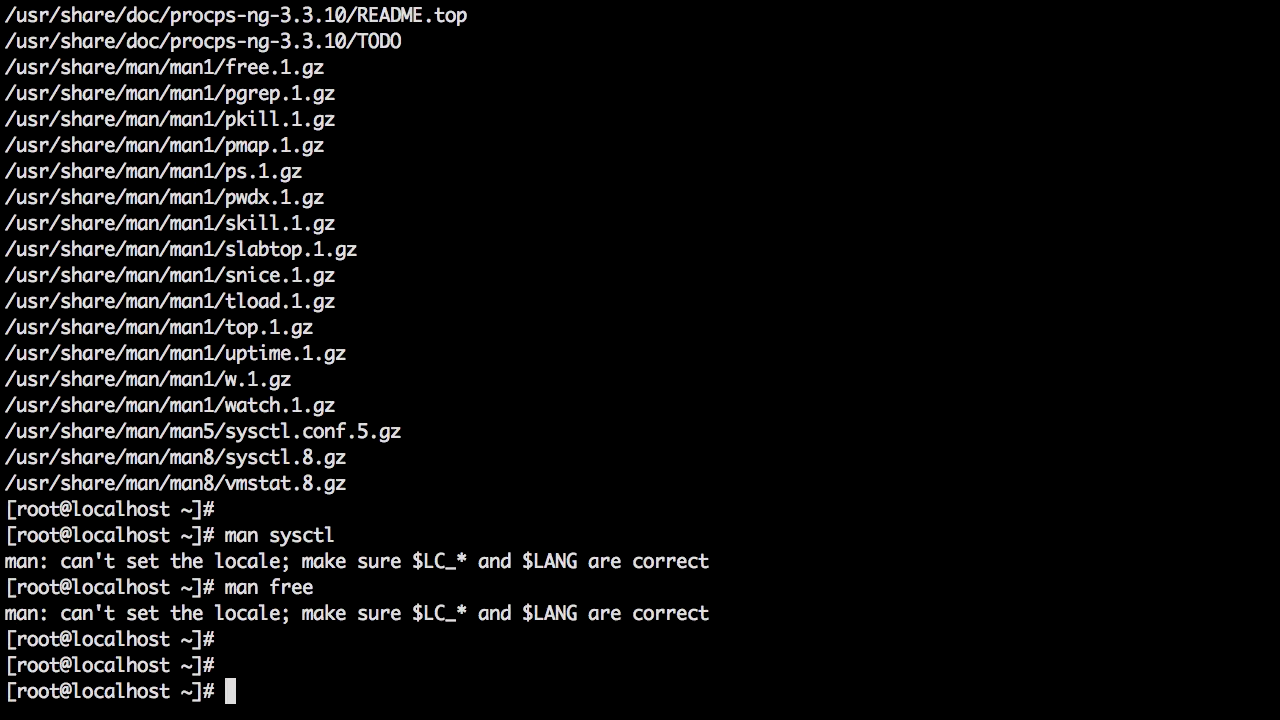 /usr/share/doc/procps-ng-3.3.10/README.top
/usr/share/doc/procps-ng-3.3.10/TODO
/usr/share/man/man1/free.1.gz
/usr/share/man/man1/pgrep.1.gz
/usr/share/man/man1/pkill.1.gz
/usr/share/man/man1/pmap.1.gz
/usr/share/man/man1/ps.1.gz
/usr/share/man/man1/pwdx.1.gz
/usr/share/man/man1/skill.1.gz
/usr/share/man/man1/slabtop.1.gz
/usr/share/man/man1/snice.1.gz
/usr/share/man/man1/tload.1.gz
/usr/share/man/man1/top.1.gz
/usr/share/man/man1/uptime.1.gz
/usr/share/man/man1/w.1.gz
/usr/share/man/man1/watch.1.gz
/usr/share/man/man5/sysctl.conf.5.gz
/usr/share/man/man8/sysctl.8.gz
/usr/share/man/man8/vmstat.8.gz
[root@localhost ~]#
[root@localhost ~]# man sysctl
man: can't set the locale; make sure $LC_* and $LANG are correct
[root@localhost ~]# man free
man: can't set the locale; make sure $LC_* and $LANG are correct
[root@localhost ~]#
[root@localhost ~]#
[root@localhost ~]#